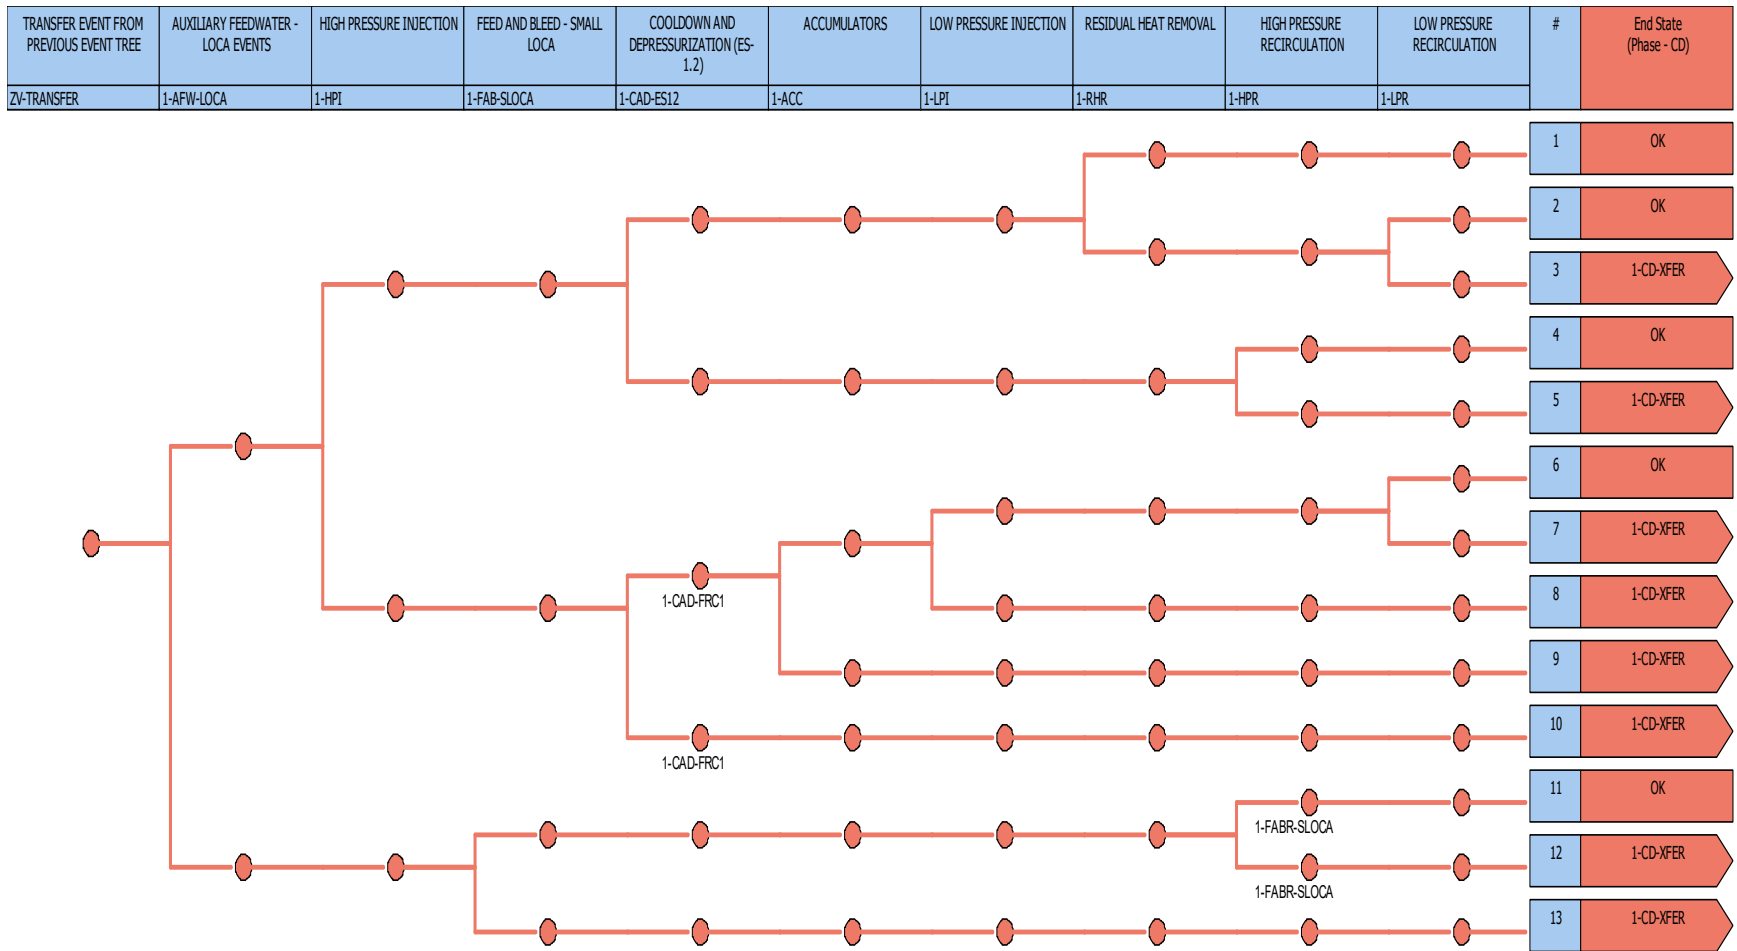 TRANSFER EVENT FROM
PREVIOUS EVENT TREE
AUXILIARY FEEDWATER -
LOCA EVENTS
HIGH PRESSURE INJECTION
FEED AND BLEED - SMALL
LOCA
COOLDOWN AND
DEPRESSURIZATION (ES-
1.2)
ACCUMULATORS
LOW PRESSURE INJECTION
RESIDUAL HEAT REMOVAL
HIGH PRESSURE
RECIRCULATION
LOW PRESSURE
RECIRCULATION
#
End State
(Phase - CD)
ZV-TRANSFER
1-AFW-LOCA
1-HPI
1-FAB-SLOCA
1-CAD-ES12
1-ACC
1-LPI
1-RHR
1-HPR
1-LPR
1 OK
2 OK
3 1-CD-XFER
4 OK
5 1-CD-XFER
6 OK
7 1-CD-XFER
1-CAD-FRC1
8 1-CD-XFER
9 1-CD-XFER
10 1-CD-XFER
1-CAD-FRC1
11 OK
1-FABR-SLOCA
12 1-CD-XFER
1-FABR-SLOCA
13 1-CD-XFER